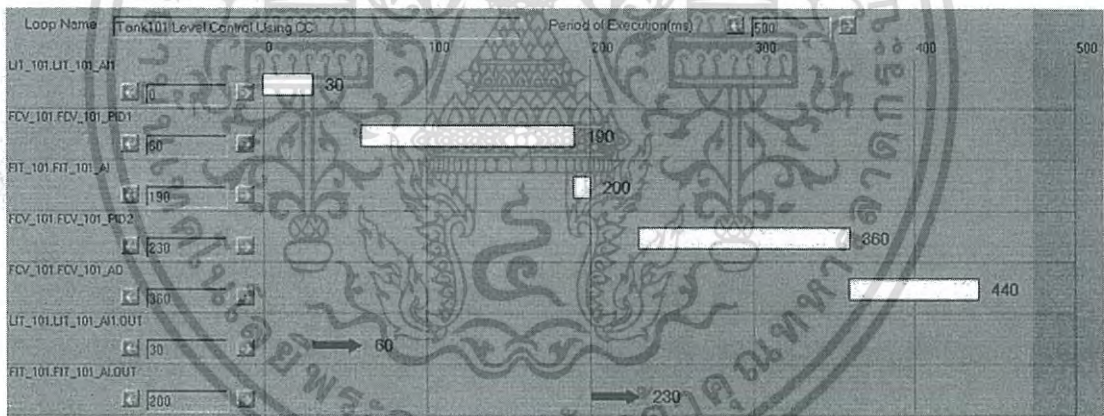 Loop Name Tank101 Level Control Using CC Period of Execution(ms) 500
0 100 200 300 400 500
LIT_101.LIT_101_AI1
0 30
FCV_101.FCV_101_PID1
60 190
FIT_101.FIT_101_AI
190 200
FCV_101.FCV_101_PID2
230 360
FCV_101.FCV_101_AO
360 440
LIT_101.LIT_101_AI1.OUT
30 60
FIT_101.FIT_101_AI.OUT
200 230